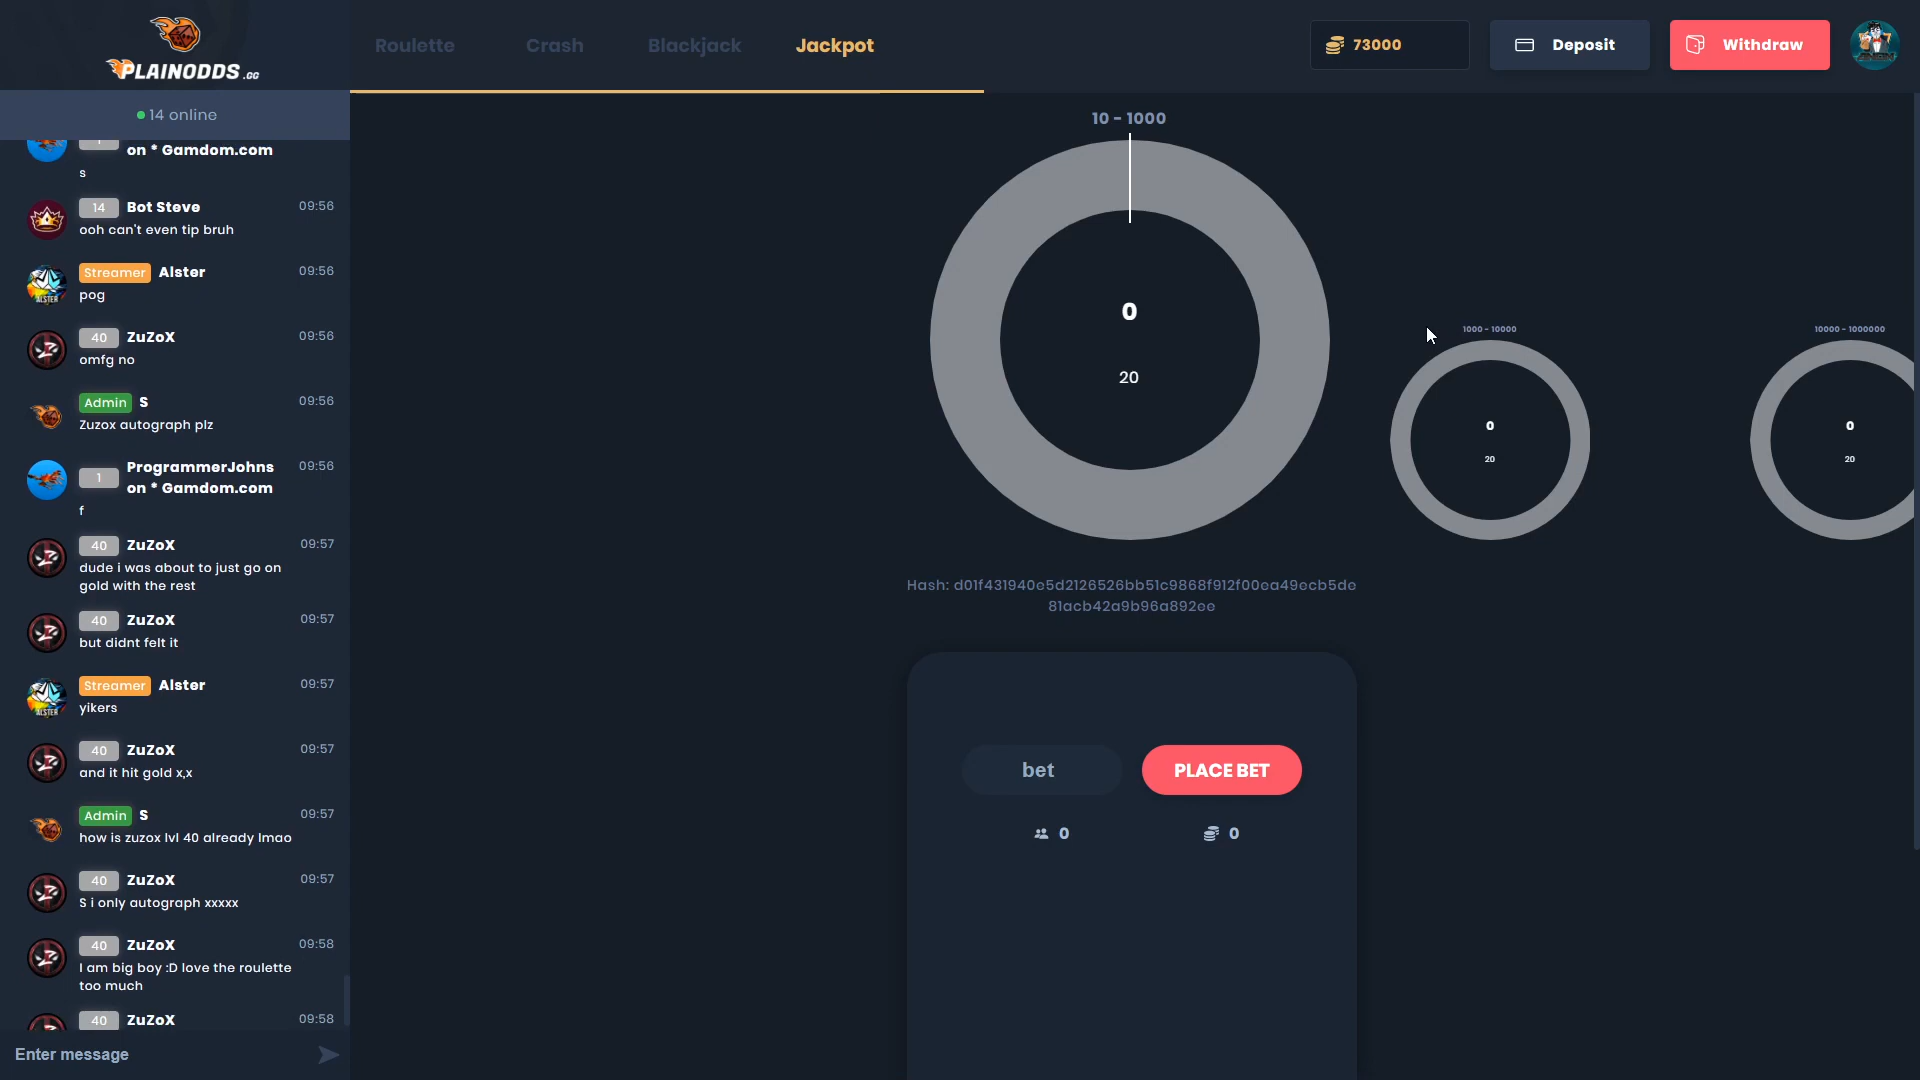 PLAINODDS.GG
Roulette
Crash
Blackjack
Jackpot
73000
Deposit
Withdraw
14 online
on * Gamdom.com
s
14 Bot Steve 09:56
ooh can't even tip bruh
Streamer Alster 09:56
pog
40 ZuZoX 09:56
omfg no
Admin S 09:56
Zuzox autograph plz
1 ProgrammerJohns 09:56
on * Gamdom.com
f
40 ZuZoX 09:57
dude i was about to just go on
gold with the rest
40 ZuZoX 09:57
but didnt felt it
Streamer Alster 09:57
yikers
40 ZuZoX 09:57
and it hit gold x,x
Admin S 09:57
how is zuzox lvl 40 already lmao
40 ZuZoX 09:57
S i only autograph xxxxx
40 ZuZoX 09:58
I am big boy :D love the roulette
too much
40 ZuZoX 09:58
Enter message
10 - 1000
0
20
1000 - 10000
0
20
10000 - 1000000
0
20
Hash: d01f431940e5d2126526bb51c9868f912f00ea49ecb5de
81acb42a9b96a892ee
bet
PLACE BET
0
0